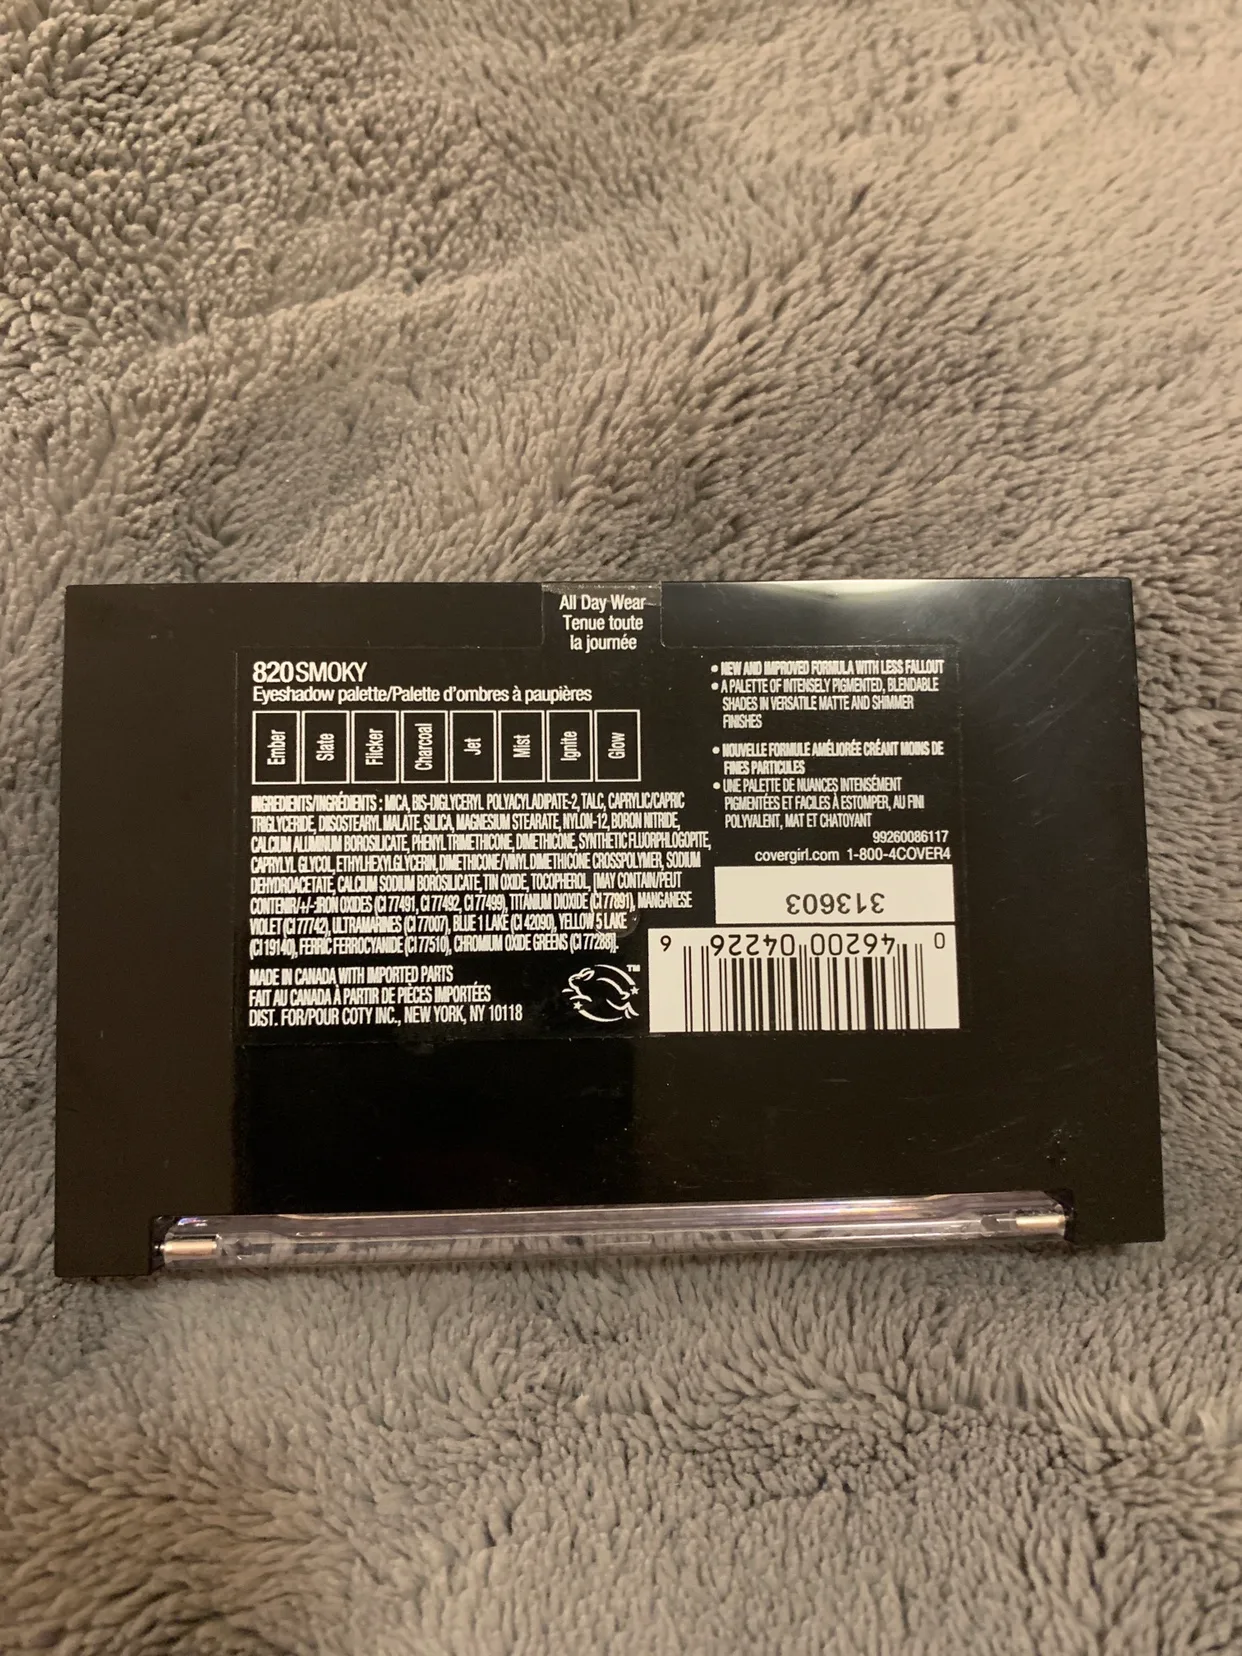 All Day Wear
Tenue toute
la journée
820 SMOKY
Eyeshadow palette/Palette d'ombres à paupières
Ember
Slate
Flicker
Charcoal
Jet
Mist
Ignite
Glow
INGREDIENTS/INGRÉDIENTS : MICA, BIS-DIGLYCERYL POLYACYLADIPATE-2, TALC, CAPRYLIC/CAPRIC
TRIGLYCERIDE, DIISOSTEARYL MALATE, SILICA, MAGNESIUM STEARATE, NYLON-12, BORON NITRIDE,
CALCIUM ALUMINUM BOROSILICATE, PHENYL TRIMETHICONE, DIMETHICONE, SYNTHETIC FLUORPHLOGOPITE,
CAPRYLYL GLYCOL, ETHYLHEXYLGLYCERIN, DIMETHICONE/VINYL DIMETHICONE CROSSPOLYMER, SODIUM
DEHYDROACETATE, CALCIUM SODIUM BOROSILICATE, TIN OXIDE, TOCOPHEROL, [MAY CONTAIN/PEUT
CONTENIR/+/-:IRON OXIDES (CI 77491, CI 77492, CI 77499), TITANIUM DIOXIDE (CI 77891), MANGANESE
VIOLET (CI 77742), ULTRAMARINES (CI 77007), BLUE 1 LAKE (CI 42090), YELLOW 5 LAKE
(CI 19140), FERRIC FERROCYANIDE (CI 77510), CHROMIUM OXIDE GREENS (CI 77288)].
MADE IN CANADA WITH IMPORTED PARTS
FAIT AU CANADA À PARTIR DE PIÈCES IMPORTÉES
DIST. FOR/POUR COTY INC., NEW YORK, NY 10118
TM
• NEW AND IMPROVED FORMULA WITH LESS FALLOUT
• A PALETTE OF INTENSELY PIGMENTED, BLENDABLE
SHADES IN VERSATILE MATTE AND SHIMMER
FINISHES
• NOUVELLE FORMULE AMÉLIORÉE CRÉANT MOINS DE
FINES PARTICULES
• UNE PALETTE DE NUANCES INTENSÉMENT
PIGMENTÉES ET FACILES À ESTOMPER, AU FINI
POLYVALENT, MAT ET CHATOYANT
99260086117
covergirl.com 1-800-4COVER4
313603
0 46200 04226 6